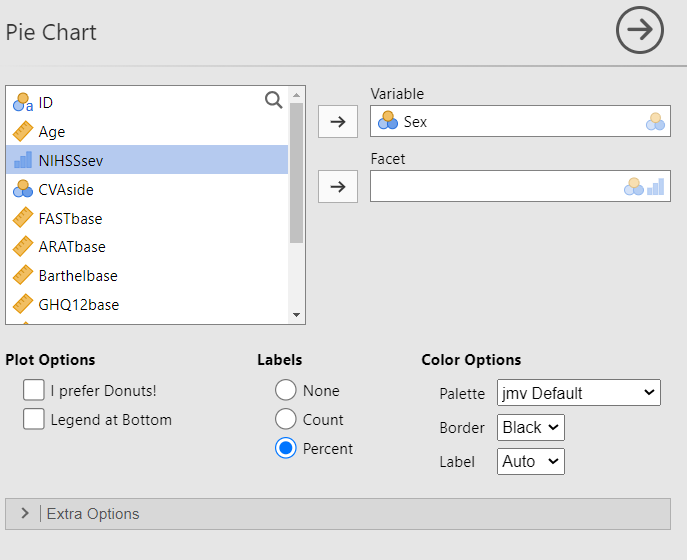 Pie Chart
ID
Age
NIHSSsev
CVAside
FASTbase
ARATbase
Barthelbase
GHQ12base
Variable
Sex
Facet
Plot Options
I prefer Donuts!
Legend at Bottom
Labels
None
Count
Percent
Color Options
Palette jmv Default
Border Black
Label Auto
Extra Options